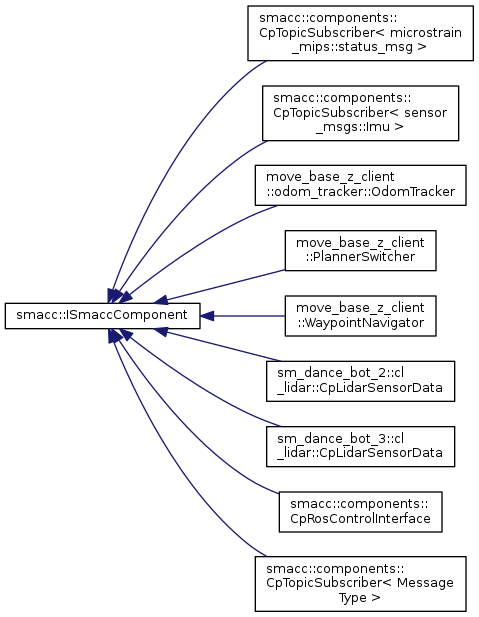 smacc::components::
CpTopicSubscriber< microstrain
_mips::status_msg >
smacc::components::
CpTopicSubscriber< sensor
_msgs::Imu >
move_base_z_client
::odom_tracker::OdomTracker
move_base_z_client
::PlannerSwitcher
smacc::ISmaccComponent
move_base_z_client
::WaypointNavigator
sm_dance_bot_2::cl
_lidar::CpLidarSensorData
sm_dance_bot_3::cl
_lidar::CpLidarSensorData
smacc::components::
CpRosControlInterface
smacc::components::
CpTopicSubscriber< Message
Type >